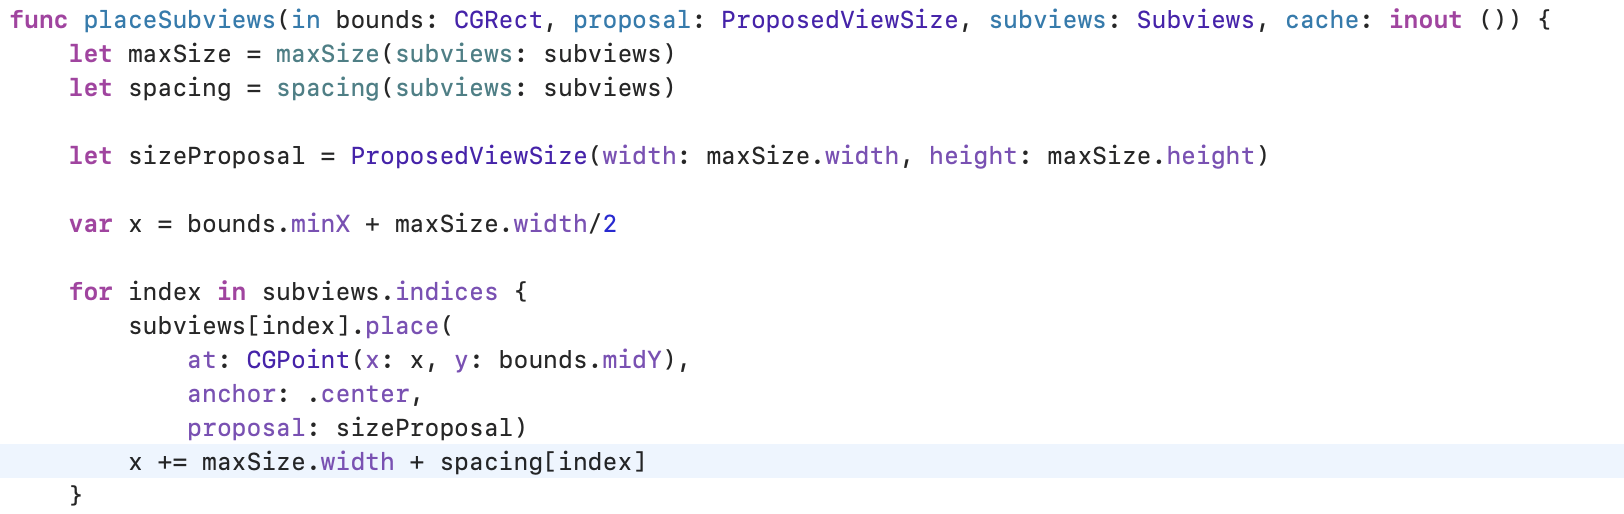 func placeSubviews(in bounds: CGRect, proposal: ProposedViewSize, subviews: Subviews, cache: inout ()) {
    let maxSize = maxSize(subviews: subviews)
    let spacing = spacing(subviews: subviews)

    let sizeProposal = ProposedViewSize(width: maxSize.width, height: maxSize.height)

    var x = bounds.minX + maxSize.width/2

    for index in subviews.indices {
        subviews[index].place(
            at: CGPoint(x: x, y: bounds.midY),
            anchor: .center,
            proposal: sizeProposal)
        x += maxSize.width + spacing[index]
    }